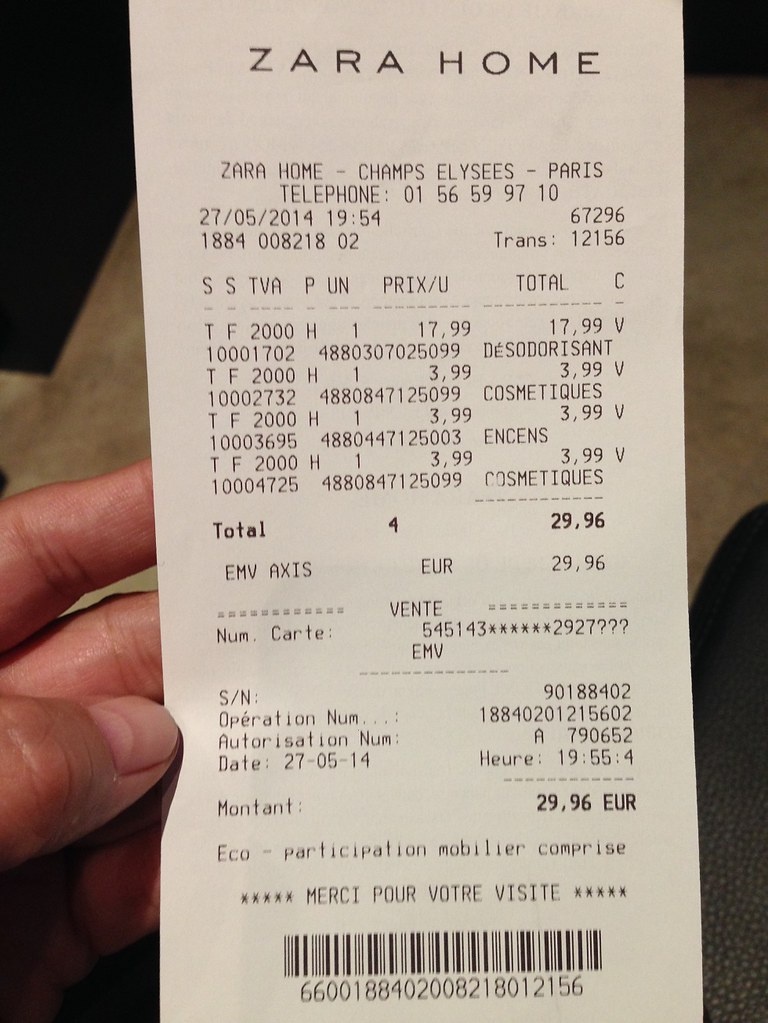 ZARA HOME
ZARA HOME - CHAMPS ELYSEES - PARIS
TELEPHONE: 01 56 59 97 10
27/05/2014 19:54 67296
1884 008218 02 Trans: 12156
S S TVA P UN PRIX/U TOTAL C
T F 2000 H 1 17,99 17,99 V
10001702 4880307025099 DÉSODORISANT
T F 2000 H 1 3,99 3,99 V
10002732 4880847125099 COSMETIQUES
T F 2000 H 1 3,99 3,99 V
10003695 4880447125003 ENCENS
T F 2000 H 1 3,99 3,99 V
10004725 4880847125099 COSMETIQUES
Total 4 29,96
EMV AXIS EUR 29,96
============ VENTE =============
Num. Carte: 545143******2927???
EMV
S/N: 90188402
Opération Num...: 18840201215602
Autorisation Num: A 790652
Date: 27-05-14 Heure: 19:55:4
Montant: 29,96 EUR
Eco - participation mobilier comprise
***** MERCI POUR VOTRE VISITE *****
6600188402008218012156